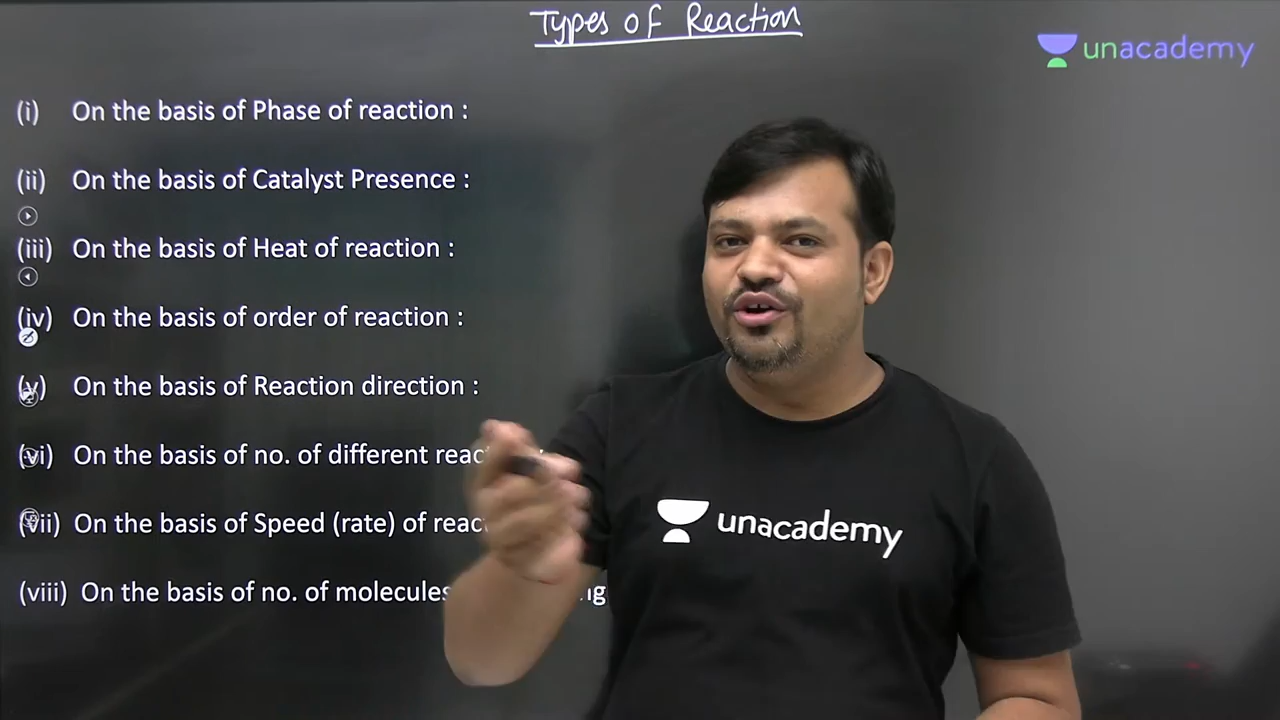 Types of Reaction
unacademy
(i) On the basis of Phase of reaction :
(ii) On the basis of Catalyst Presence :
(iii) On the basis of Heat of reaction :
(iv) On the basis of order of reaction :
(v) On the basis of Reaction direction :
(vi) On the basis of no. of different
(vii) On the basis of Speed (rate) of
(viii) On the basis of no. of molecules
unacademy